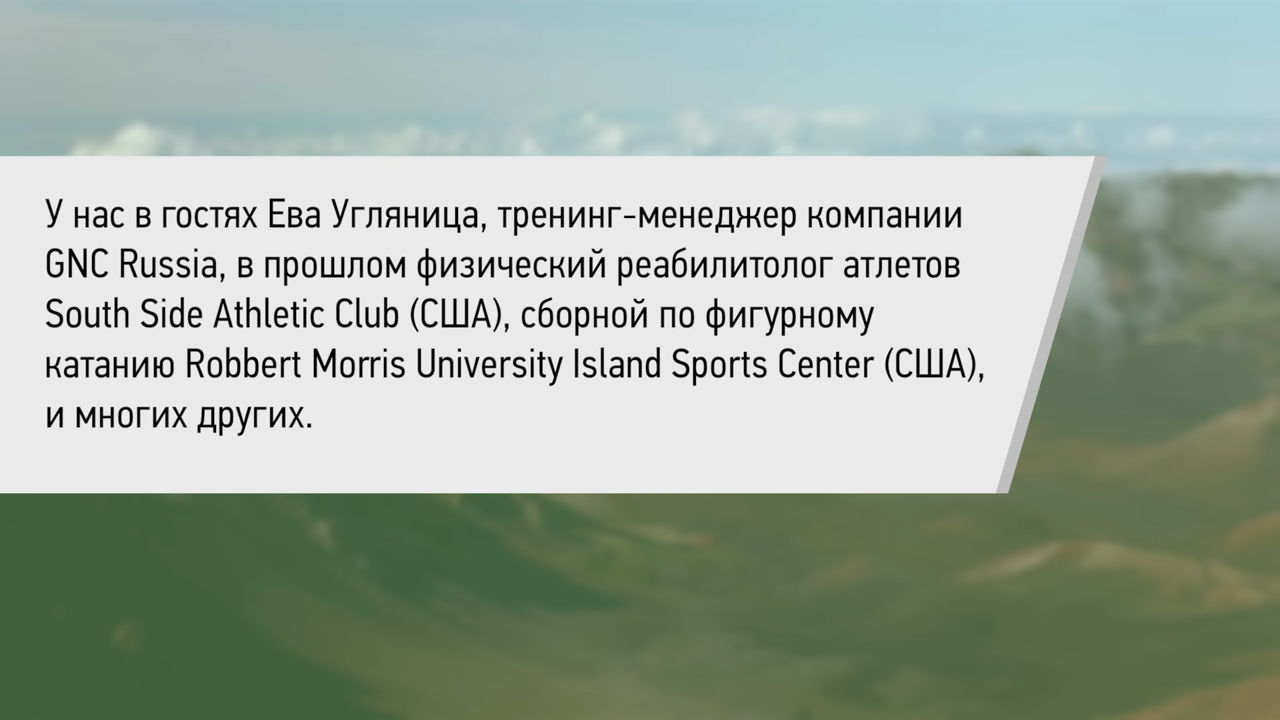 У нас в гостях Ева Угляница, тренинг-менеджер компании
GNC Russia, в прошлом физический реабилитолог атлетов
South Side Athletic Club (США), сборной по фигурному
катанию Robbert Morris University Island Sports Center (США),
и многих других.